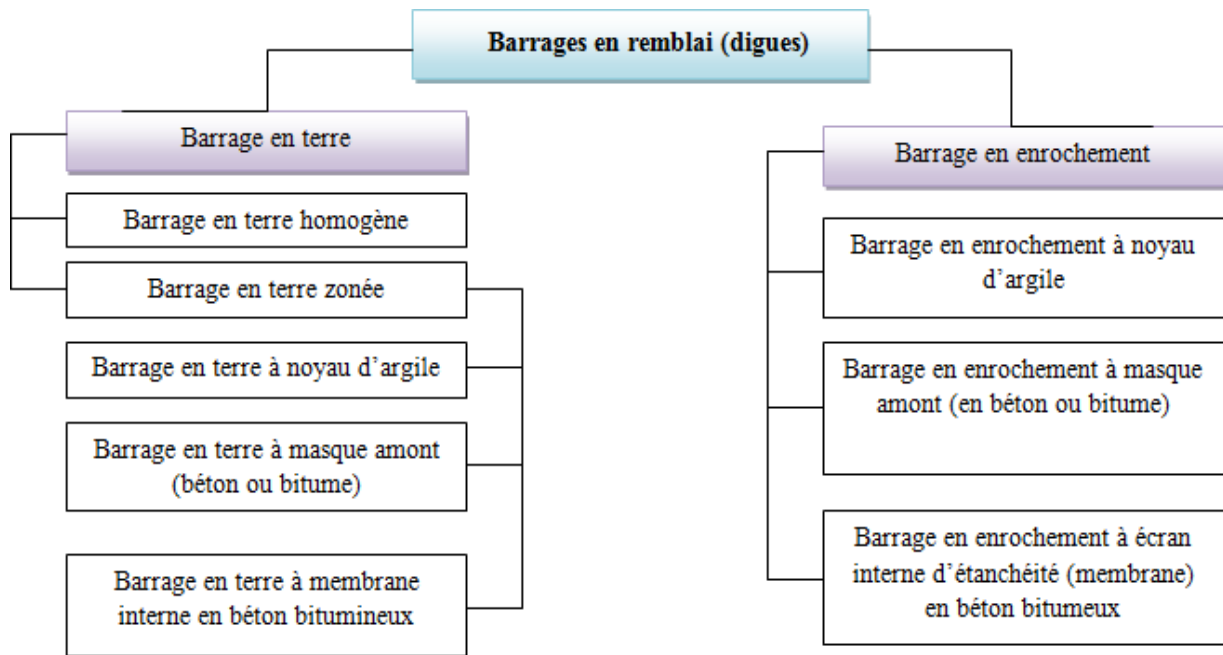 Barrages en remblai (digues)
Barrage en terre
Barrage en terre homogène
Barrage en terre zonée
Barrage en terre à noyau d’argile
Barrage en terre à masque amont
(béton ou bitume)
Barrage en terre à membrane
interne en béton bitumineux
Barrage en enrochement
Barrage en enrochement à noyau
d’argile
Barrage en enrochement à masque
amont (en béton ou bitume)
Barrage en enrochement à écran
interne d’étanchéité (membrane)
en béton bitumeux